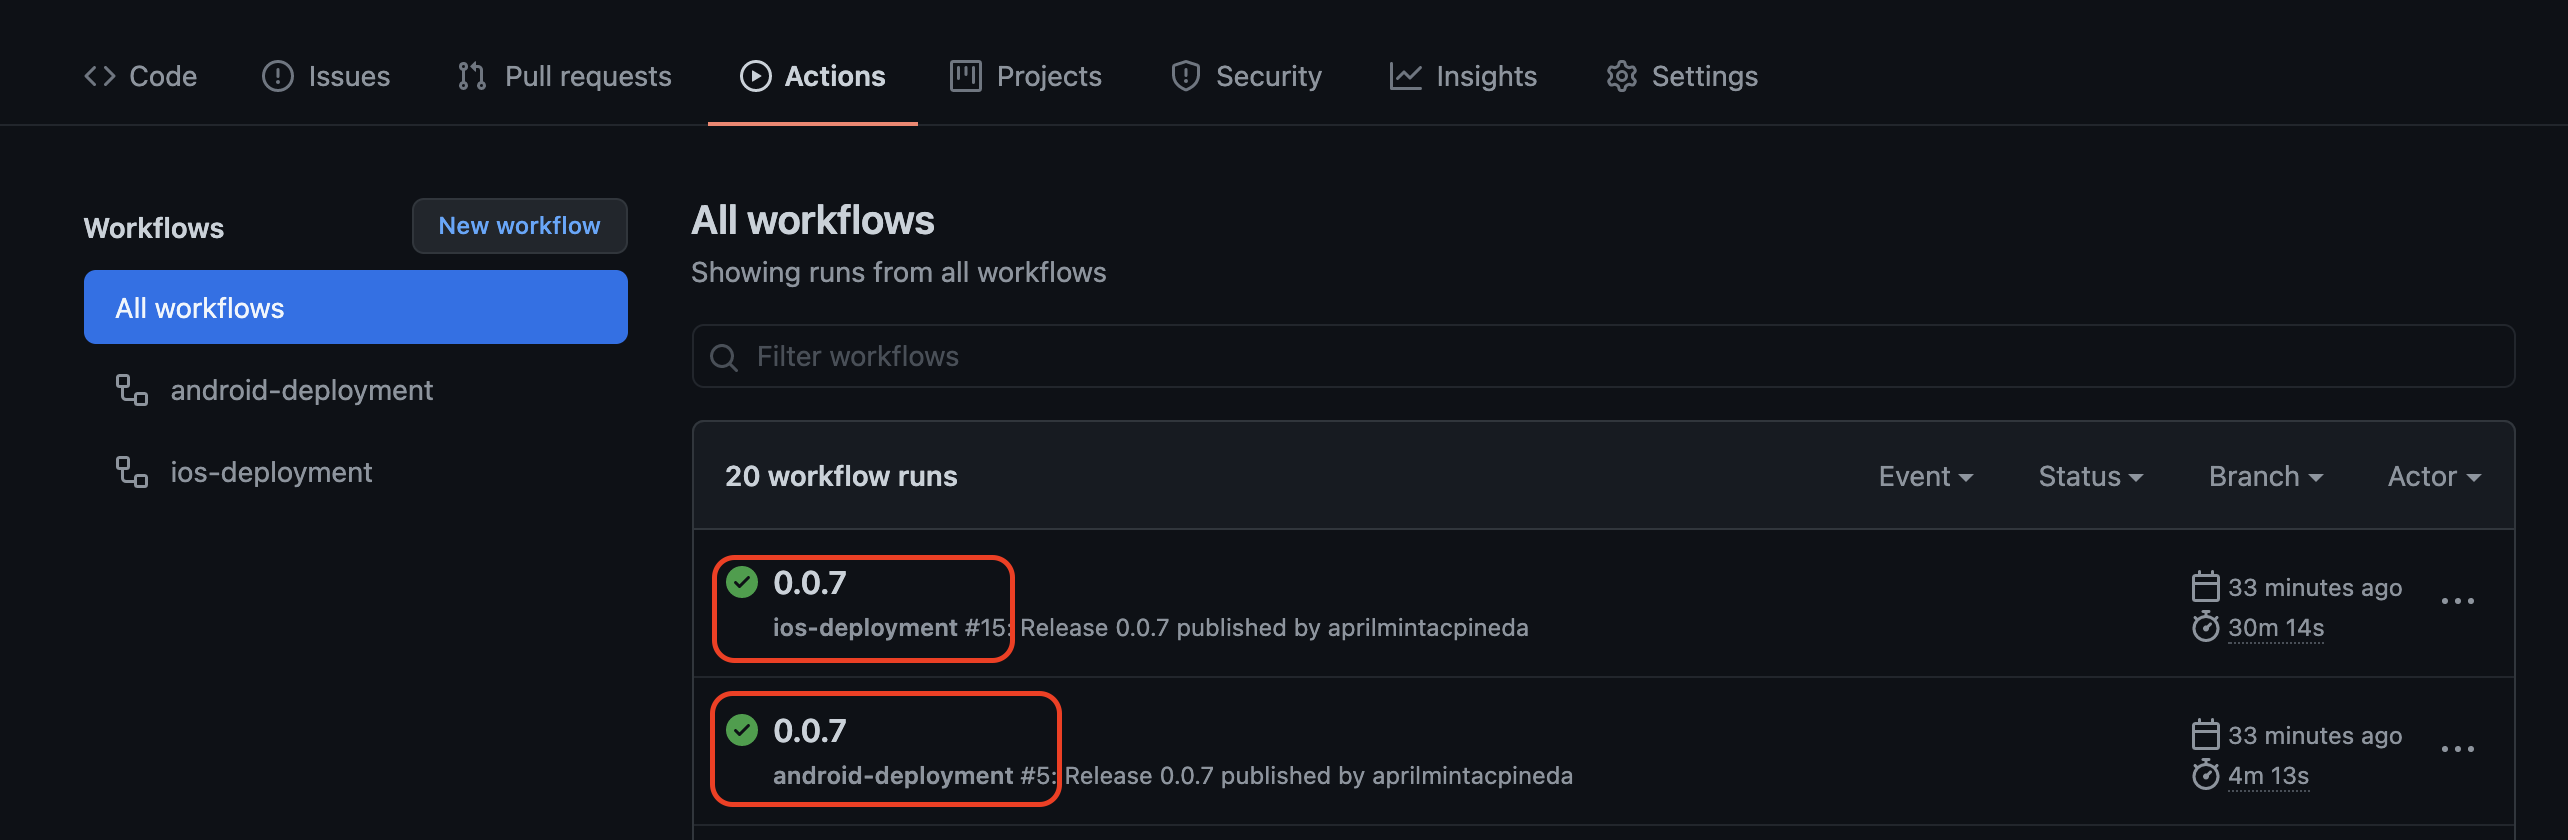 Code Issues Pull requests Actions Projects Security Insights Settings
Workflows
New workflow
All workflows
android-deployment
ios-deployment
All workflows
Showing runs from all workflows
Filter workflows
20 workflow runs
Event Status Branch Actor
0.0.7
ios-deployment #15: Release 0.0.7 published by aprilmintacpineda
33 minutes ago
30m 14s
0.0.7
android-deployment #5: Release 0.0.7 published by aprilmintacpineda
33 minutes ago
4m 13s